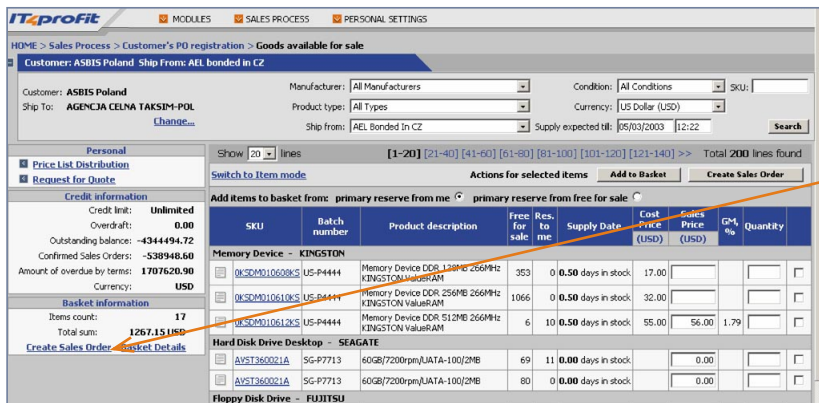 IT4profit MODULES SALES PROCESS PERSONAL SETTINGS
HOME > Sales Process > Customer's PO registration > Goods available for sale
Customer: ASBIS Poland Ship From: AEL bonded in CZ
Customer: ASBIS Poland
Ship To: AGENCJA CELNA TAKSIM-POL
Change...
Manufacturer: All Manufacturers Condition: All Conditions SKU:
Product type: All Types Currency: US Dollar (USD)
Ship from: AEL Bonded In CZ Supply expected till: 05/03/2003 12:22 Search
Personal
Price List Distribution
Request for Quote
Credit information
Credit limit: Unlimited
Overdraft: 0.00
Outstanding balance: -4344494.72
Confirmed Sales Orders: -538948.60
Amount of overdue by terms: 1707620.90
Currency: USD
Basket information
Items count: 17
Total sum: 1267.15 USD
Create Sales Order Basket Details
Show 20 lines [1-20] [21-40] [41-60] [61-80] [81-100] [101-120] [121-140] >> Total 200 lines found
Switch to Item mode Actions for selected items Add to Basket Create Sales Order
Add items to basket from: primary reserve from me primary reserve from free for sale
SKU Batch number Product description Free for sale Res. to me Supply Date Cost Price (USD) Sales Price (USD) GM, % Quantity
Memory Device - KINGSTON
0KSDM010608KS US-P4444 Memory Device DDR 128MB 266MHz KINGSTON ValueRAM 353 0 0.50 days in stock 17.00
0KSDM010610KS US-P4444 Memory Device DDR 256MB 266MHz KINGSTON ValueRAM 1066 0 0.50 days in stock 32.00
0KSDM010612KS US-P4444 Memory Device DDR 512MB 266MHz KINGSTON ValueRAM 6 10 0.50 days in stock 55.00 56.00 1.79
Hard Disk Drive Desktop - SEAGATE
AVST360021A SG-P7713 60GB/7200rpm/UATA-100/2MB 69 11 0.00 days in stock 0.00
AVST360021A SG-P7713 60GB/7200rpm/UATA-100/2MB 80 0 0.00 days in stock 0.00
Floppy Disk Drive - FUJITSU